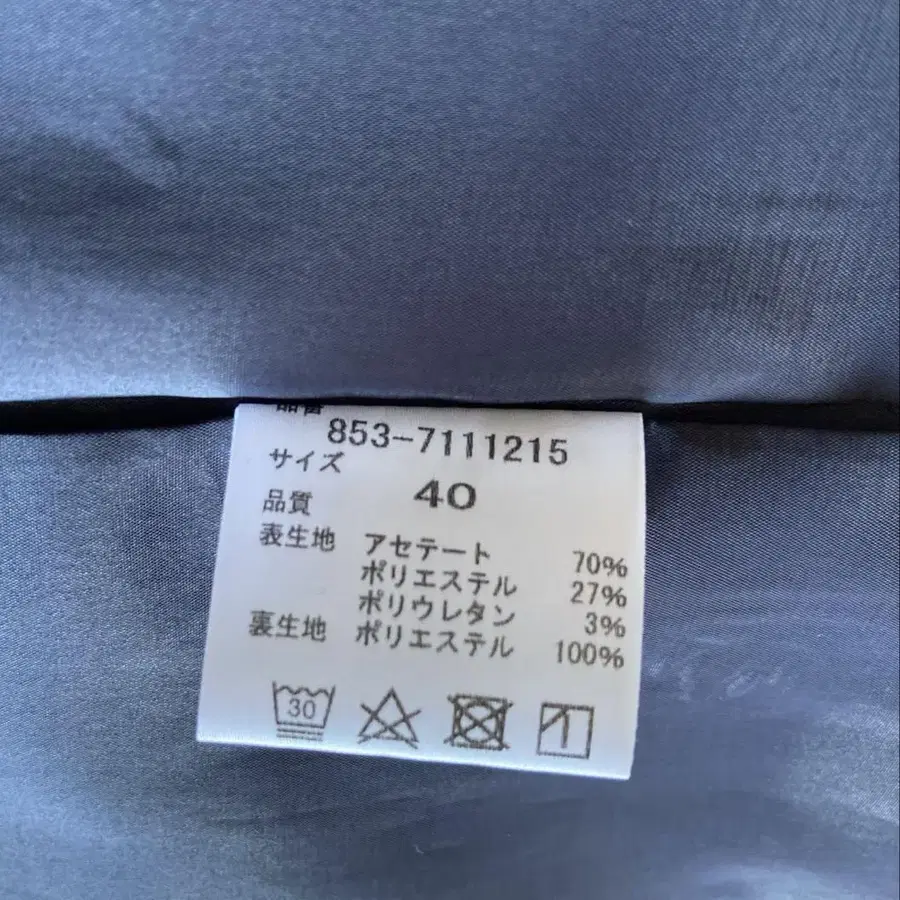 品番
853-7111215
サイズ
40
品質
表生地 アセテート 70%
ポリエステル 27%
ポリウレタン 3%
裏生地 ポリエステル 100%
30